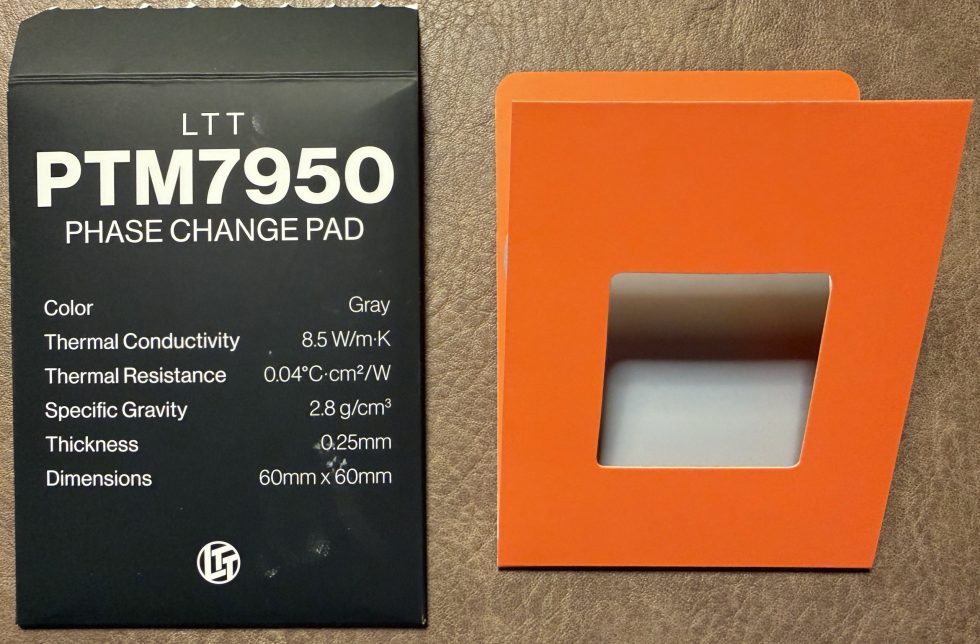 LTT
PTM7950
PHASE CHANGE PAD
Color Gray
Thermal Conductivity 8.5 W/m·K
Thermal Resistance 0.04°C·cm²/W
Specific Gravity 2.8 g/cm³
Thickness 0.25mm
Dimensions 60mm x 60mm
LTT